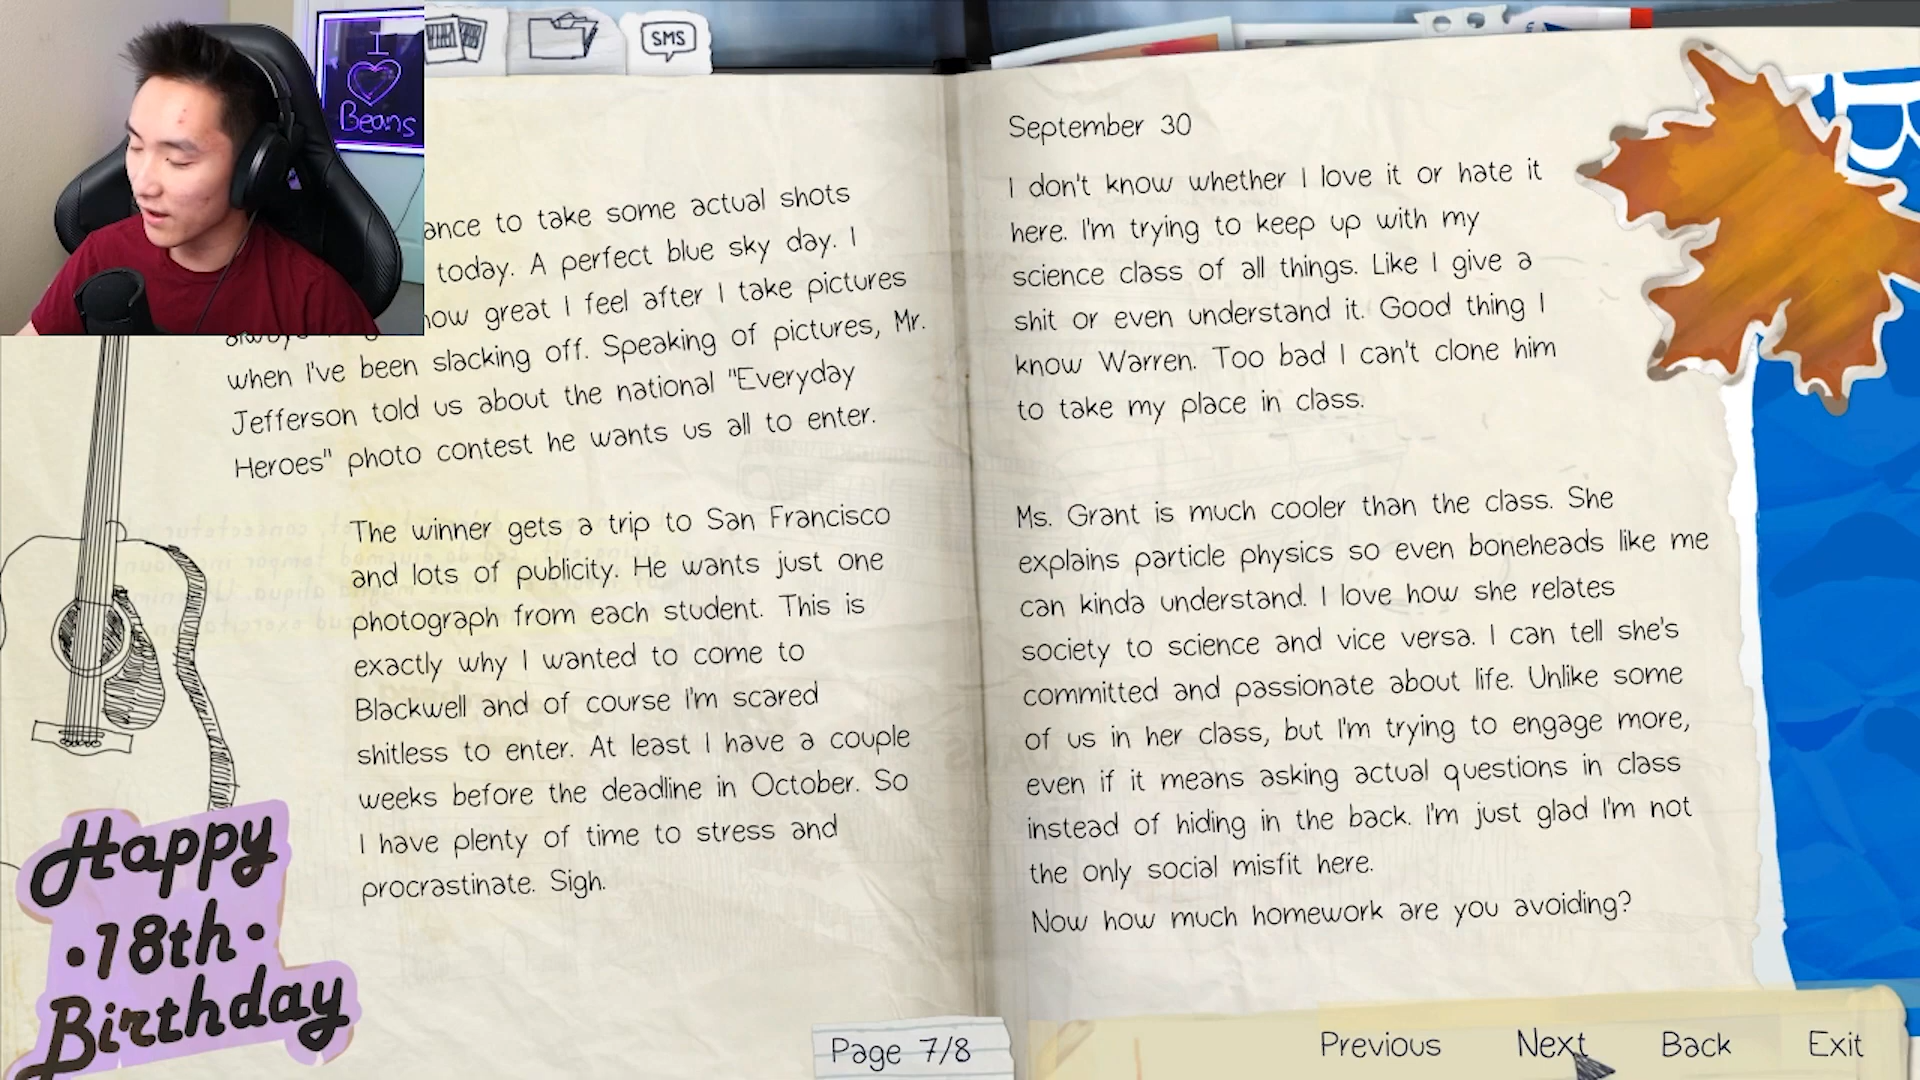 I
Beans
SMS
ance to take some actual shots
today. A perfect blue sky day. I
how great I feel after I take pictures
when I've been slacking off. Speaking of pictures, Mr.
Jefferson told us about the national "Everyday
Heroes" photo contest he wants us all to enter.
The winner gets a trip to San Francisco
and lots of publicity. He wants just one
photograph from each student. This is
exactly why I wanted to come to
Blackwell and of course I'm scared
shitless to enter. At least I have a couple
weeks before the deadline in October. So
I have plenty of time to stress and
procrastinate. Sigh.
Happy
•18th•
Birthday
September 30
I don't know whether I love it or hate it
here. I'm trying to keep up with my
science class of all things. Like I give a
shit or even understand it. Good thing I
know Warren. Too bad I can't clone him
to take my place in class.
Ms. Grant is much cooler than the class. She
explains particle physics so even boneheads like me
can kinda understand. I love how she relates
society to science and vice versa. I can tell she's
committed and passionate about life. Unlike some
of us in her class, but I'm trying to engage more,
even if it means asking actual questions in class
instead of hiding in the back. I'm just glad I'm not
the only social misfit here.
Now how much homework are you avoiding?
B
Page 7/8
Previous Next Back Exit